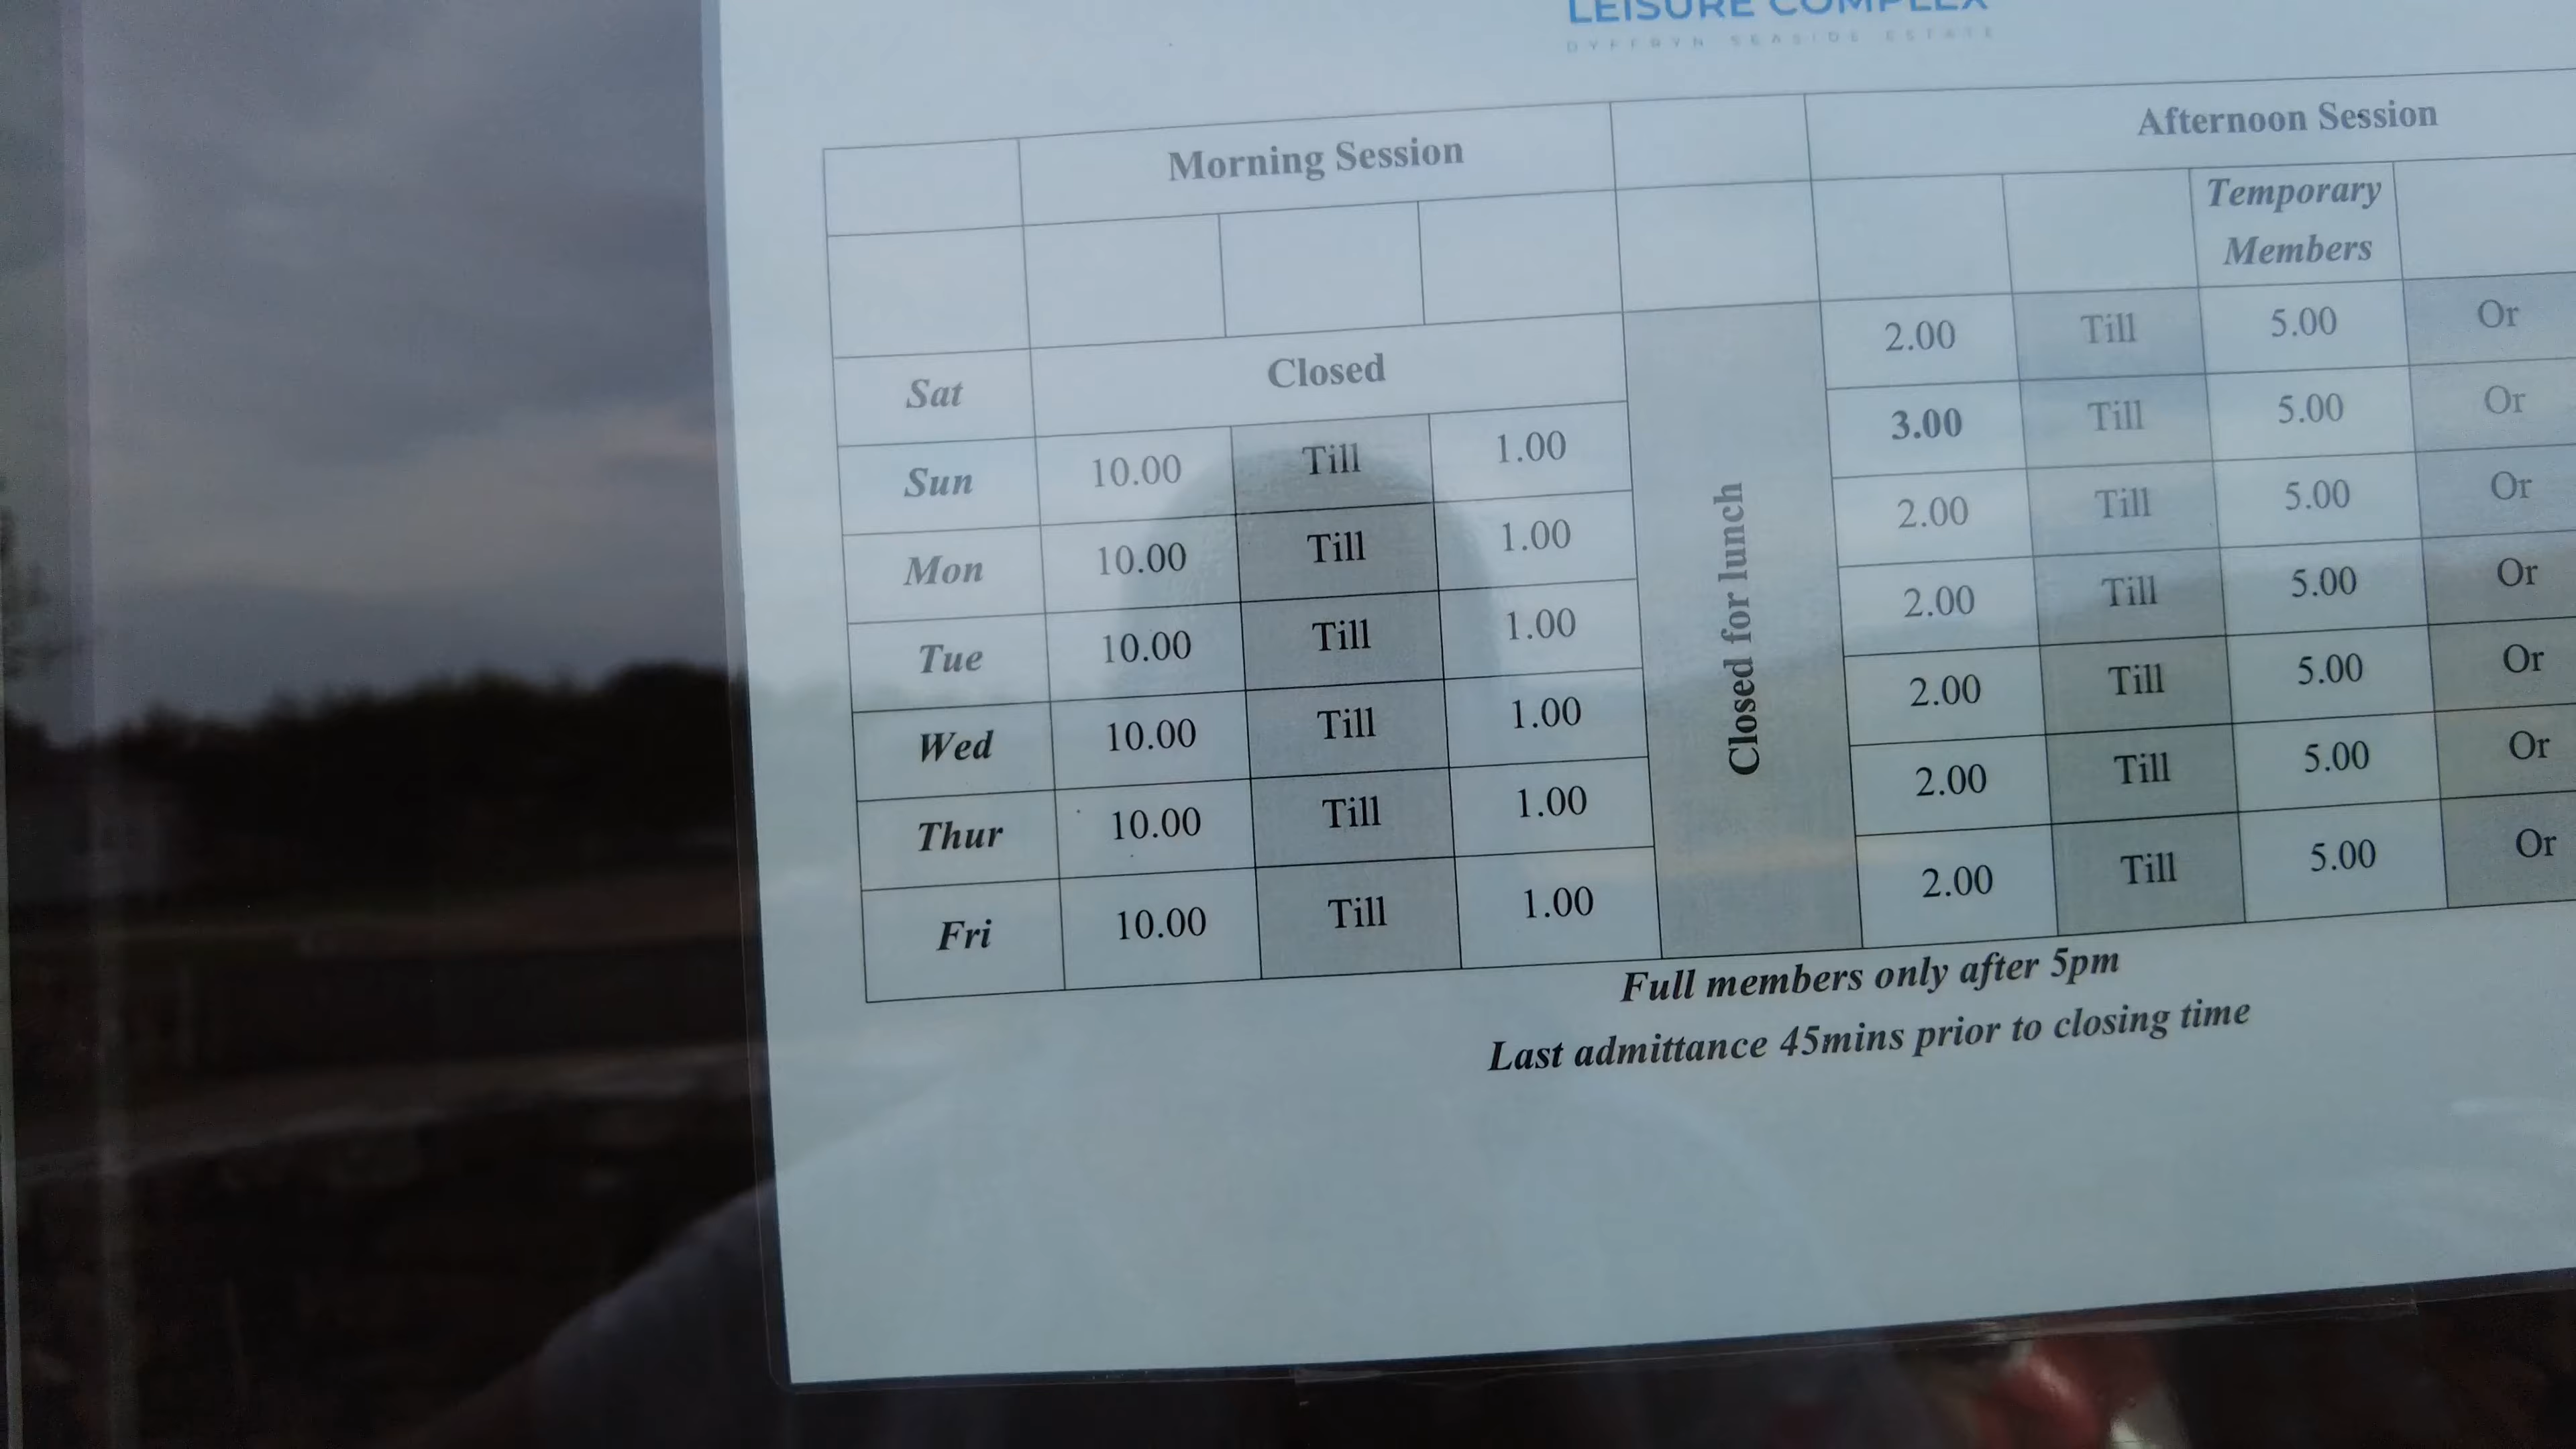 LEISURE COMPLEX
DYFFRYN SEASIDE ESTATE
Morning Session Afternoon Session
Temporary
Members
Sat Closed 2.00 Till 5.00 Or
Sun 10.00 Till 1.00 3.00 Till 5.00 Or
Mon 10.00 Till 1.00 2.00 Till 5.00 Or
Tue 10.00 Till 1.00 2.00 Till 5.00 Or
Wed 10.00 Till 1.00 2.00 Till 5.00 Or
Thur 10.00 Till 1.00 2.00 Till 5.00 Or
Fri 10.00 Till 1.00 2.00 Till 5.00 Or
Closed for lunch
Full members only after 5pm
Last admittance 45mins prior to closing time